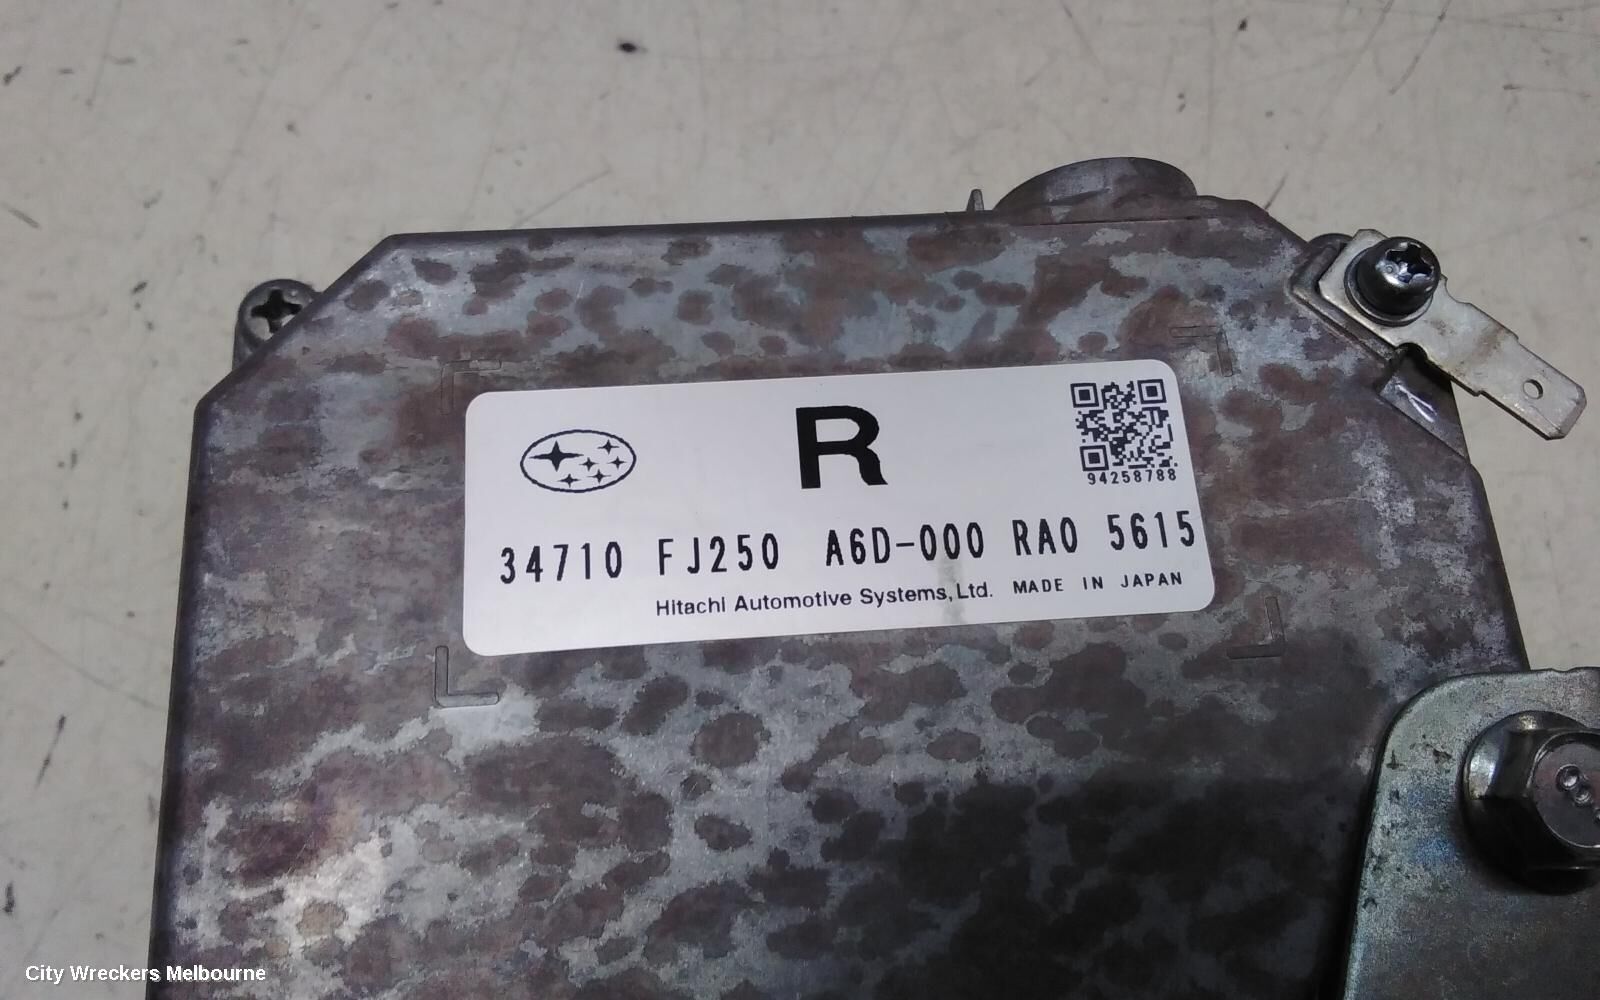 R
94258788
34710 FJ250 A6D-000 RA0 5615
Hitachi Automotive Systems, Ltd. MADE IN JAPAN
City Wreckers Melbourne